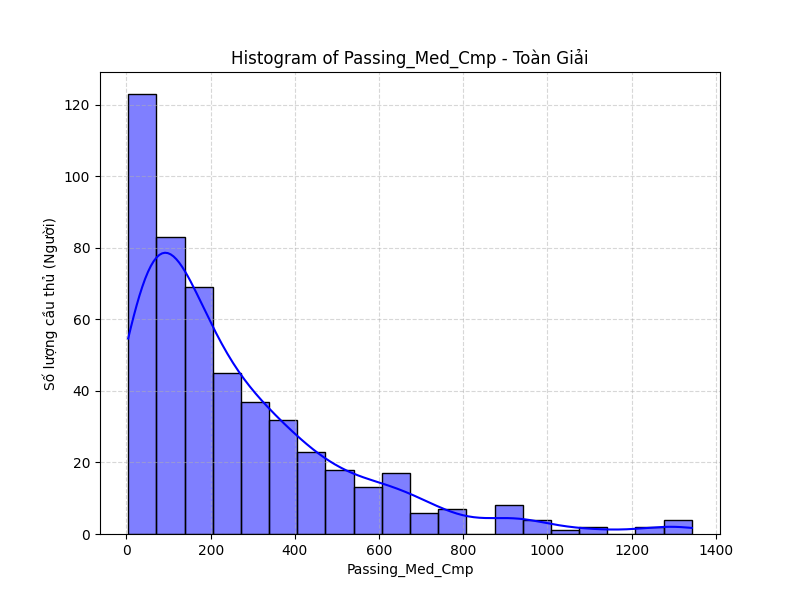 Histogram of Passing_Med_Cmp - Toàn Giải
120
100
80
60
40
20
0
Số lượng cầu thủ (Người)
0 200 400 600 800 1000 1200 1400
Passing_Med_Cmp